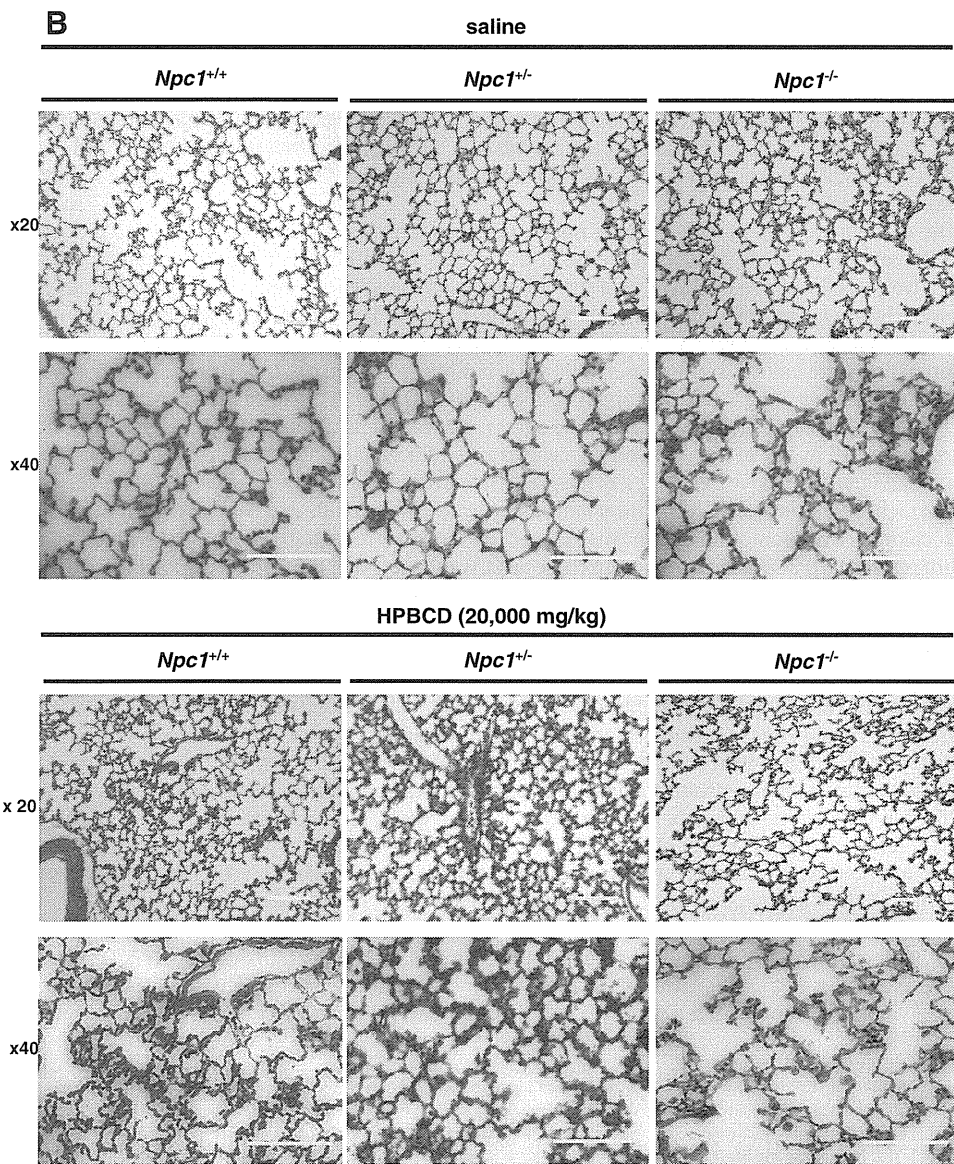 B
saline
Npc1+/+ Npc1+/- Npc1-/-
x20
x40
HPBCD (20,000 mg/kg)
Npc1+/+ Npc1+/- Npc1-/-
x 20
x40